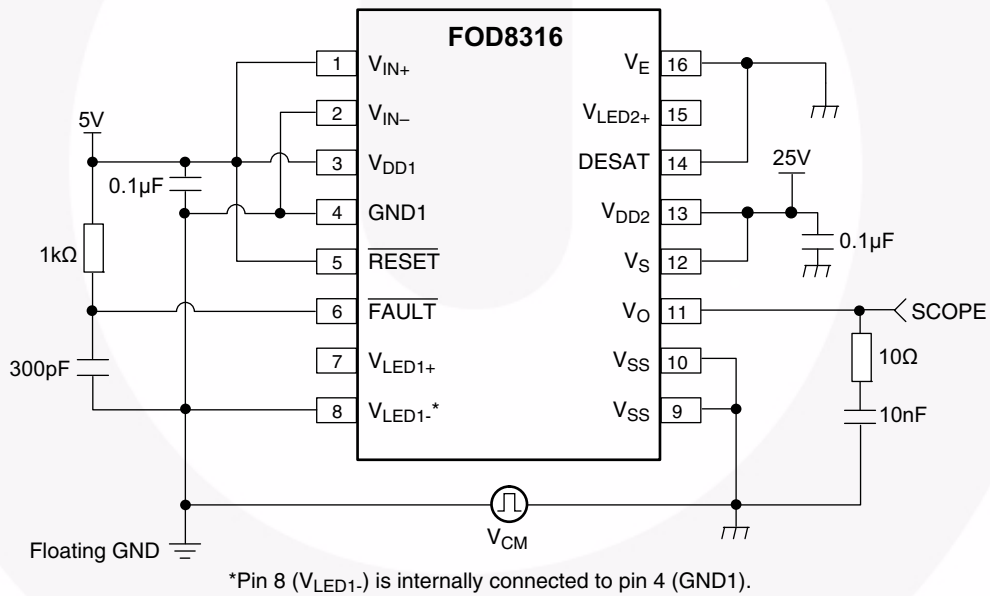 FOD8316
1 V_IN+
2 V_IN–
3 V_DD1
4 GND1
5 RESET
6 FAULT
7 V_LED1+
8 V_LED1-*
V_E 16
V_LED2+ 15
DESAT 14
V_DD2 13
V_S 12
V_O 11
V_SS 10
V_SS 9
5V
0.1µF
1kΩ
300pF
25V
0.1µF
SCOPE
10Ω
10nF
V_CM
Floating GND
*Pin 8 (V_LED1-) is internally connected to pin 4 (GND1).